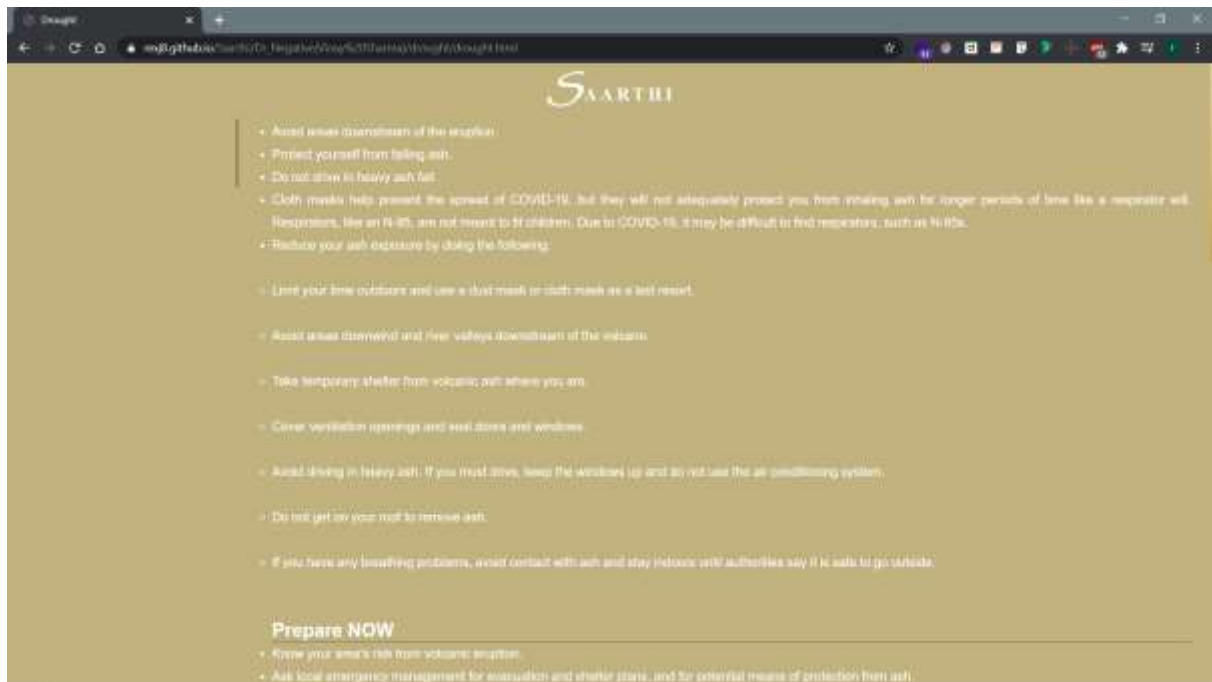 Drought
SAARTHI
Avoid areas downstream of the eruption.
Protect yourself from falling ash.
Do not drive in heavy ash fall.
Cloth masks help prevent the spread of COVID-19, but they will not adequately protect you from inhaling ash for longer periods of time like a respirator will.
Respirators, like an N-95, are not meant to fit children. Due to COVID-19, it may be difficult to find respirators, such as N-95s.
Reduce your ash exposure by doing the following:
Limit your time outdoors and use a dust mask or cloth mask as a last resort.
Avoid areas downwind and river valleys downstream of the volcano.
Take temporary shelter from volcanic ash where you are.
Cover ventilation openings and seal doors and windows.
Avoid driving in heavy ash. If you must drive, keep the windows up and do not use the air conditioning system.
Do not get on your roof to remove ash.
If you have any breathing problems, avoid contact with ash and stay indoors until authorities say it is safe to go outside.
Prepare NOW
Know your area's risk from volcanic eruption.
Ask local emergency management for evacuation and shelter plans, and for potential means of protection from ash.